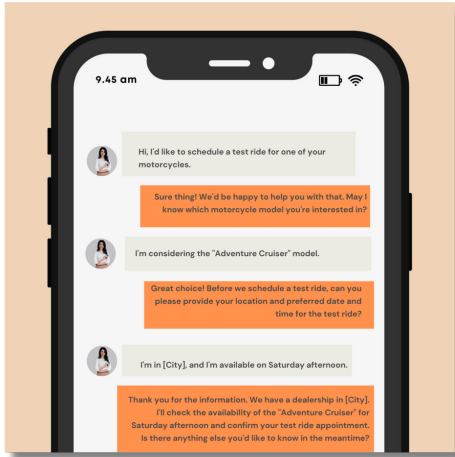 9.45 am
Hi, I'd like to schedule a test ride for one of your
motorcycles.
Sure thing! We'd be happy to help you with that. May I
know which motorcycle model you're interested in?
I'm considering the "Adventure Cruiser" model.
Great choice! Before we schedule a test ride, can you
please provide your location and preferred date and
time for the test ride?
I'm in [City], and I'm available on Saturday afternoon.
Thank you for the information. We have a dealership in [City].
I'll check the availability of the "Adventure Cruiser" for
Saturday afternoon and confirm your test ride appointment.
Is there anything else you'd like to know in the meantime?